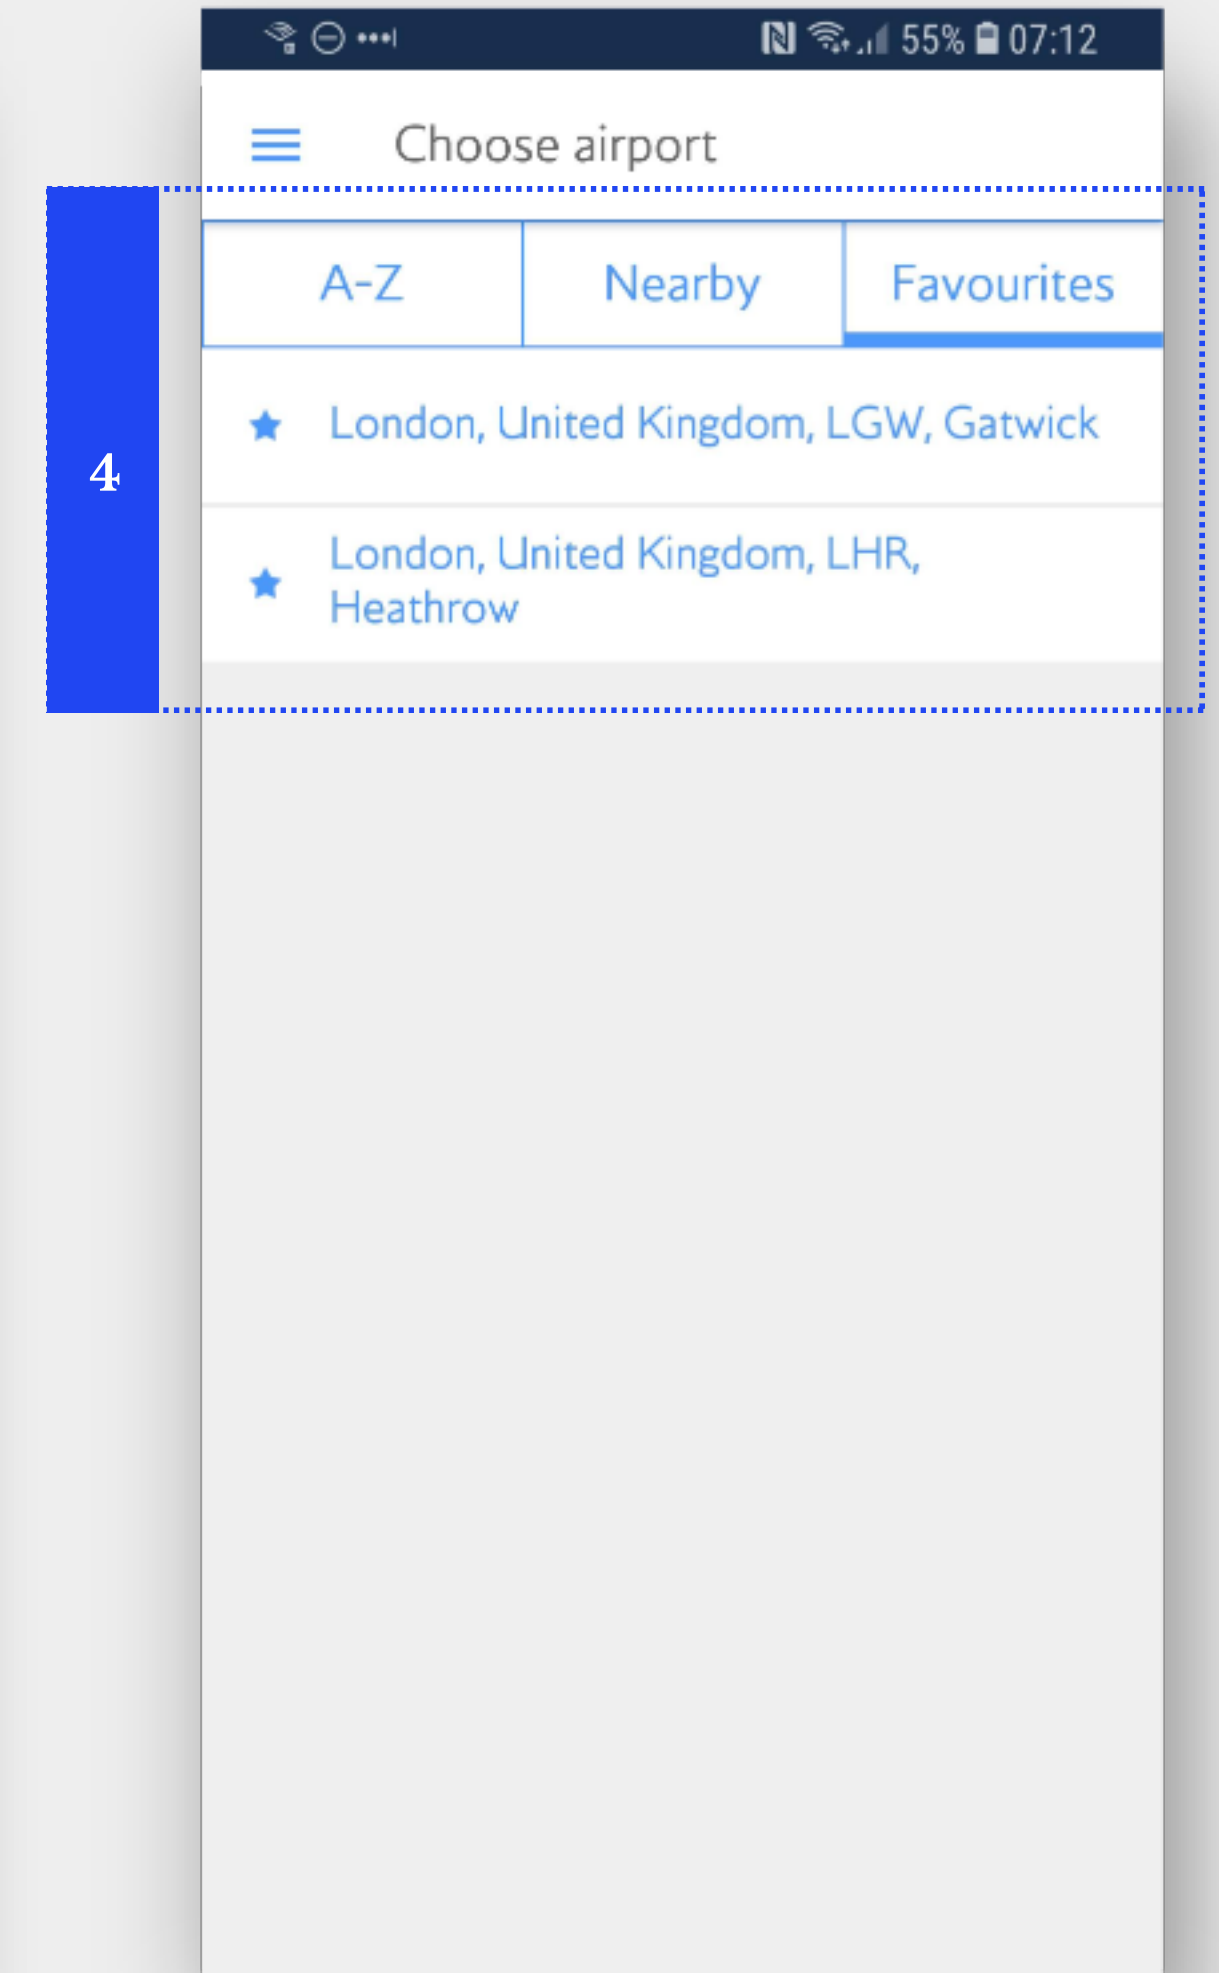 55% 07:12
Choose airport
A-Z Nearby Favourites
London, United Kingdom, LGW, Gatwick
4
London, United Kingdom, LHR,
Heathrow